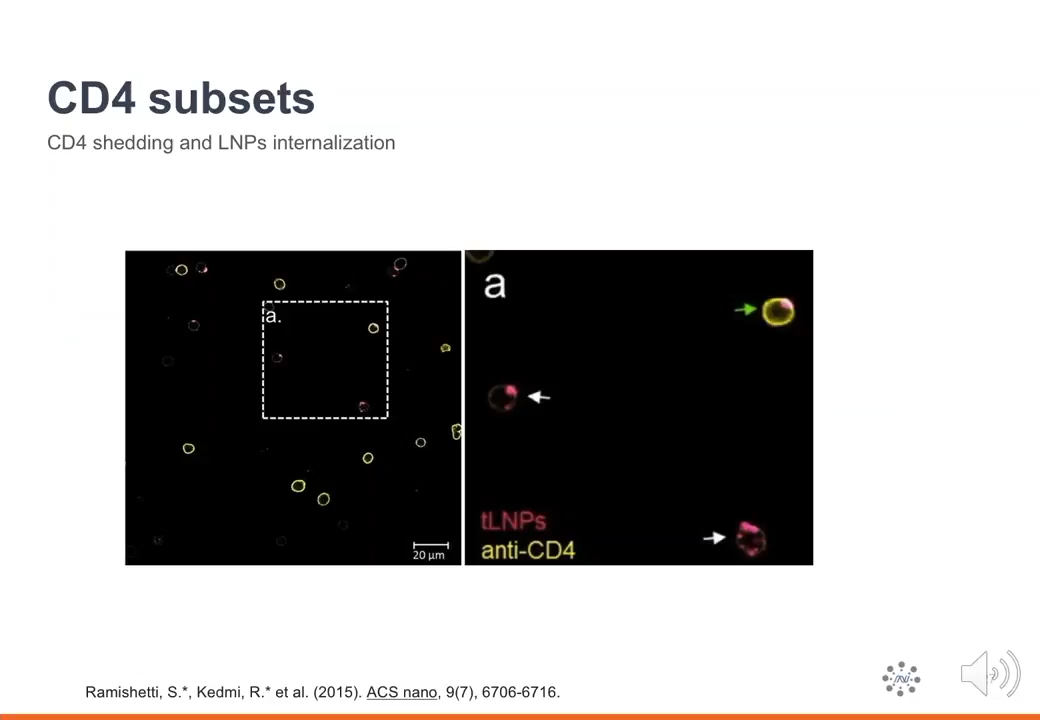 CD4 subsets
CD4 shedding and LNPs internalization
a.
20 μm
a
tLNPs
anti-CD4
Ramishetti, S.*, Kedmi, R.* et al. (2015). ACS nano, 9(7), 6706-6716.